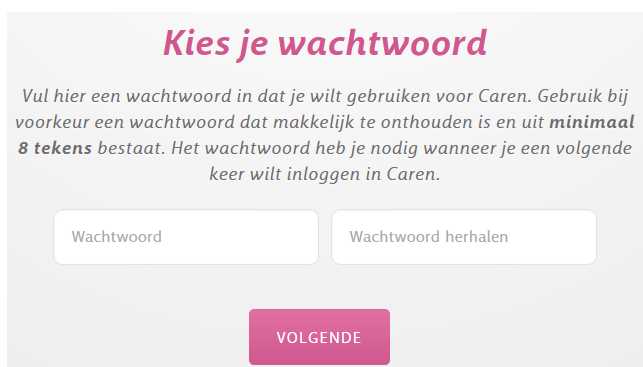 Kies je wachtwoord
Vul hier een wachtwoord in dat je wilt gebruiken voor Caren. Gebruik bij
voorkeur een wachtwoord dat makkelijk te onthouden is en uit minimaal
8 tekens bestaat. Het wachtwoord heb je nodig wanneer je een volgende
keer wilt inloggen in Caren.
Wachtwoord
Wachtwoord herhalen
VOLGENDE